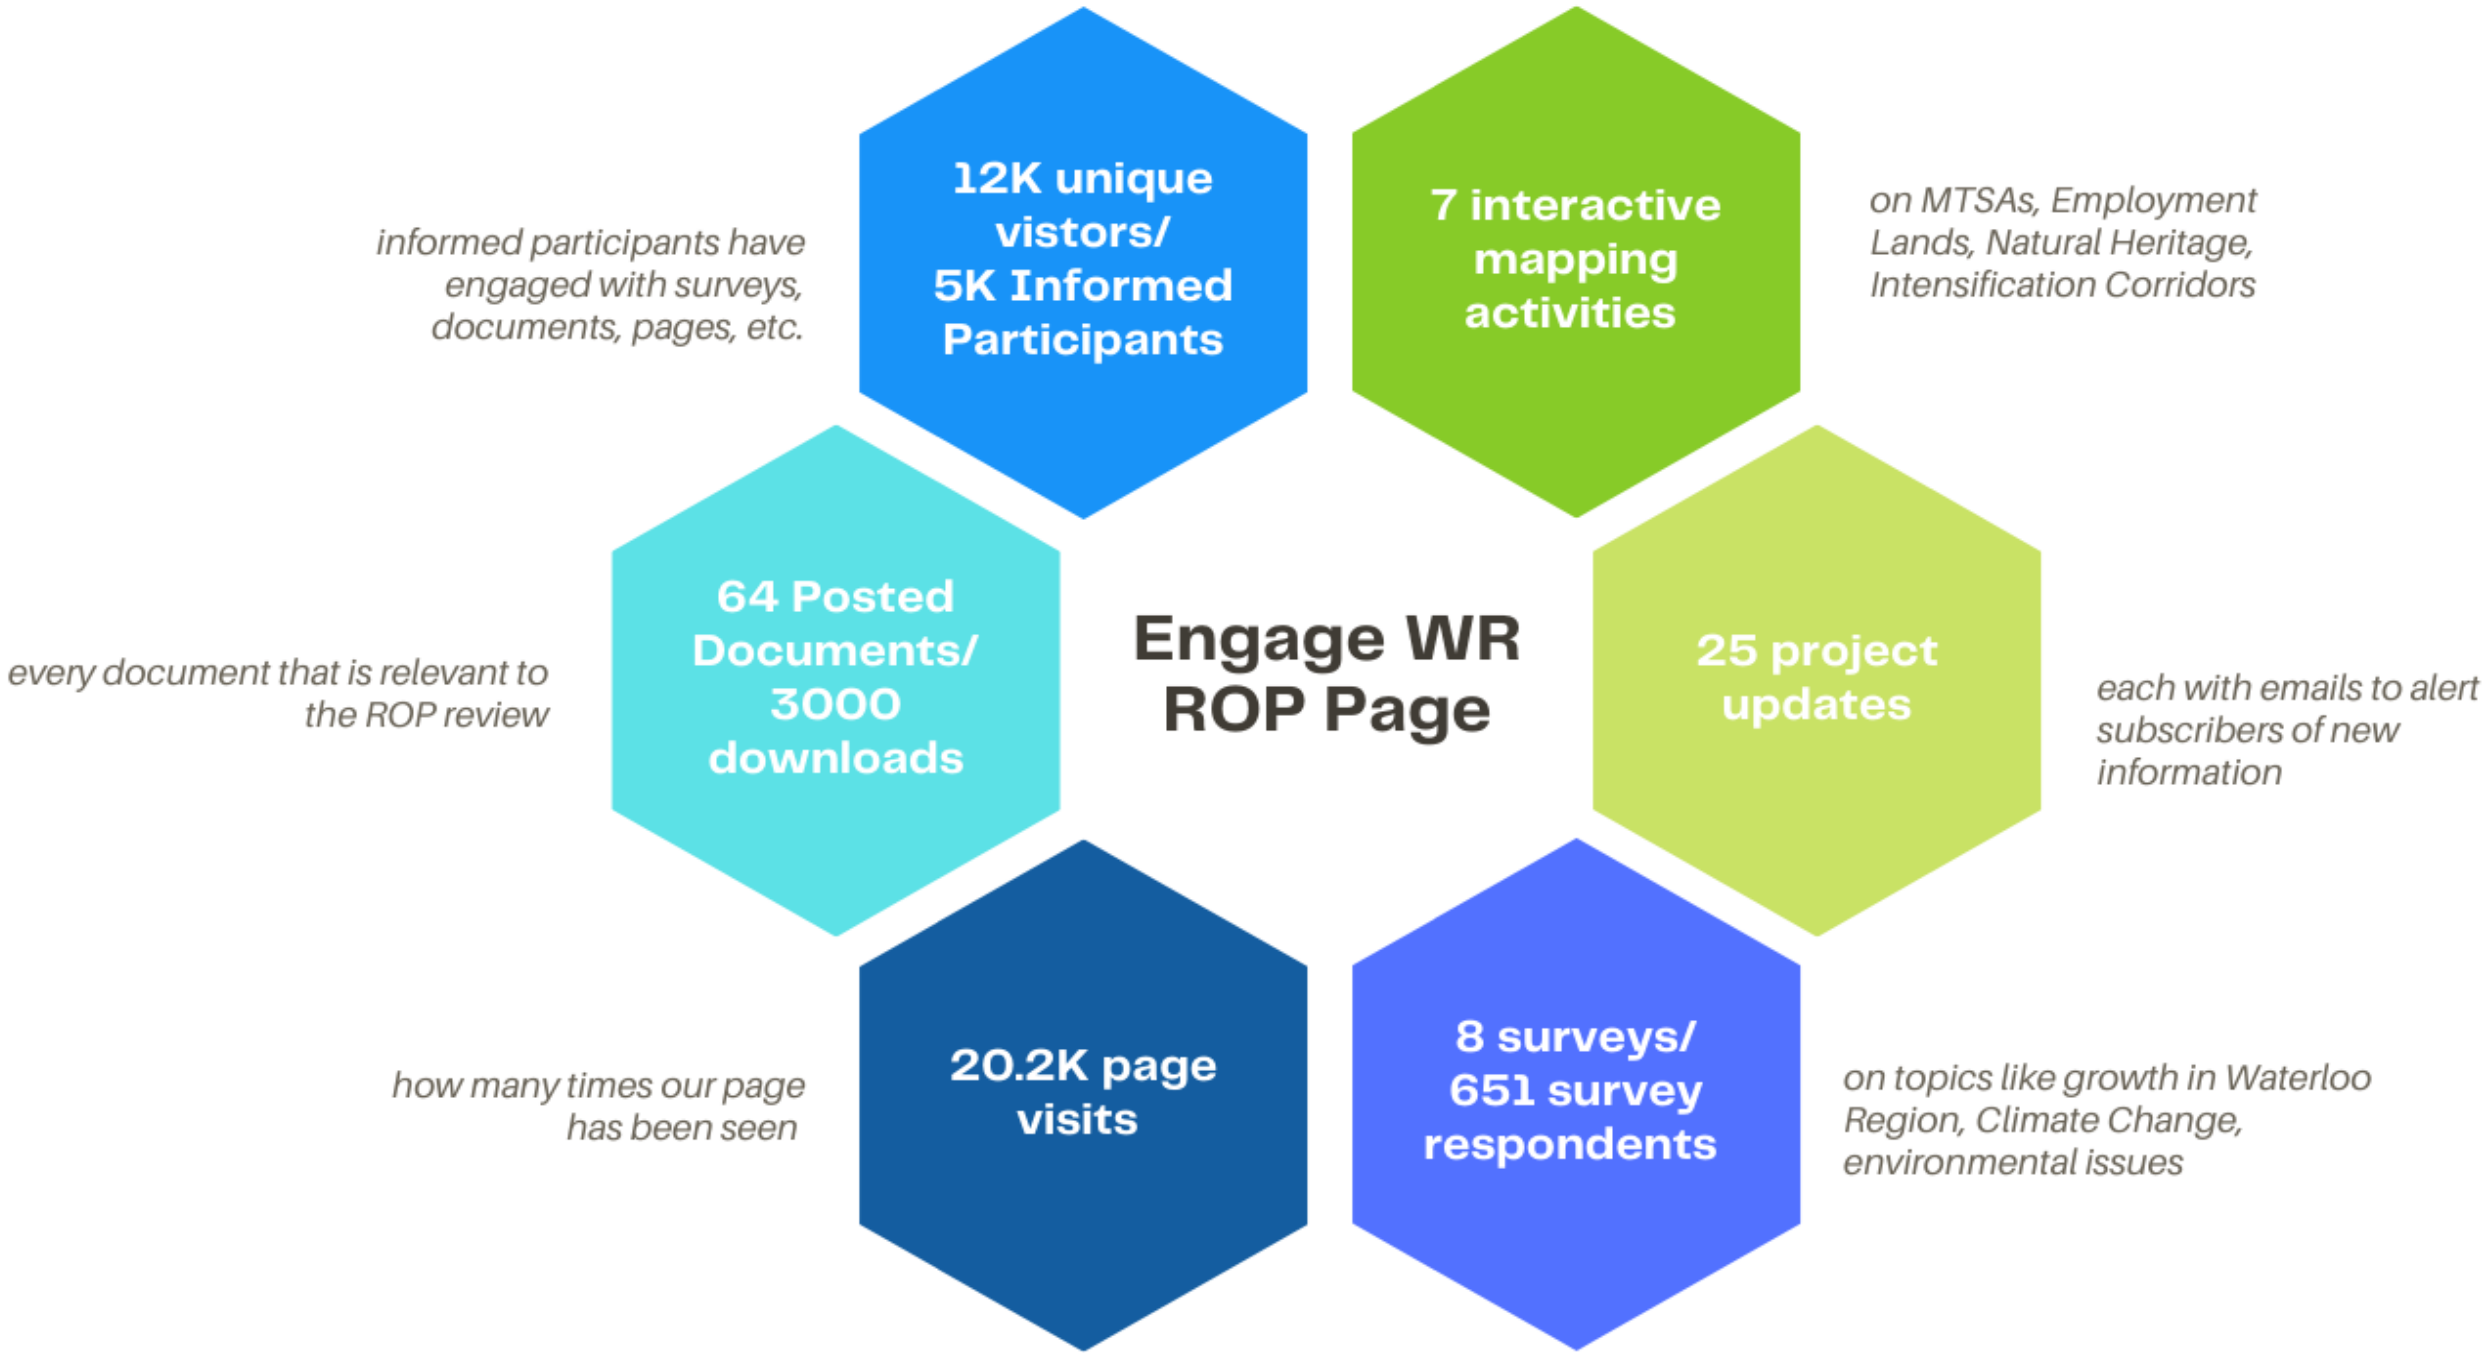 12K unique
vistors/
5K Informed
Participants
informed participants have
engaged with surveys,
documents, pages, etc.
7 interactive
mapping
activities
on MTSAs, Employment
Lands, Natural Heritage,
Intensification Corridors
64 Posted
Documents/
3000
downloads
every document that is relevant to
the ROP review
Engage WR
ROP Page
25 project
updates
each with emails to alert
subscribers of new
information
20.2K page
visits
how many times our page
has been seen
8 surveys/
651 survey
respondents
on topics like growth in Waterloo
Region, Climate Change,
environmental issues